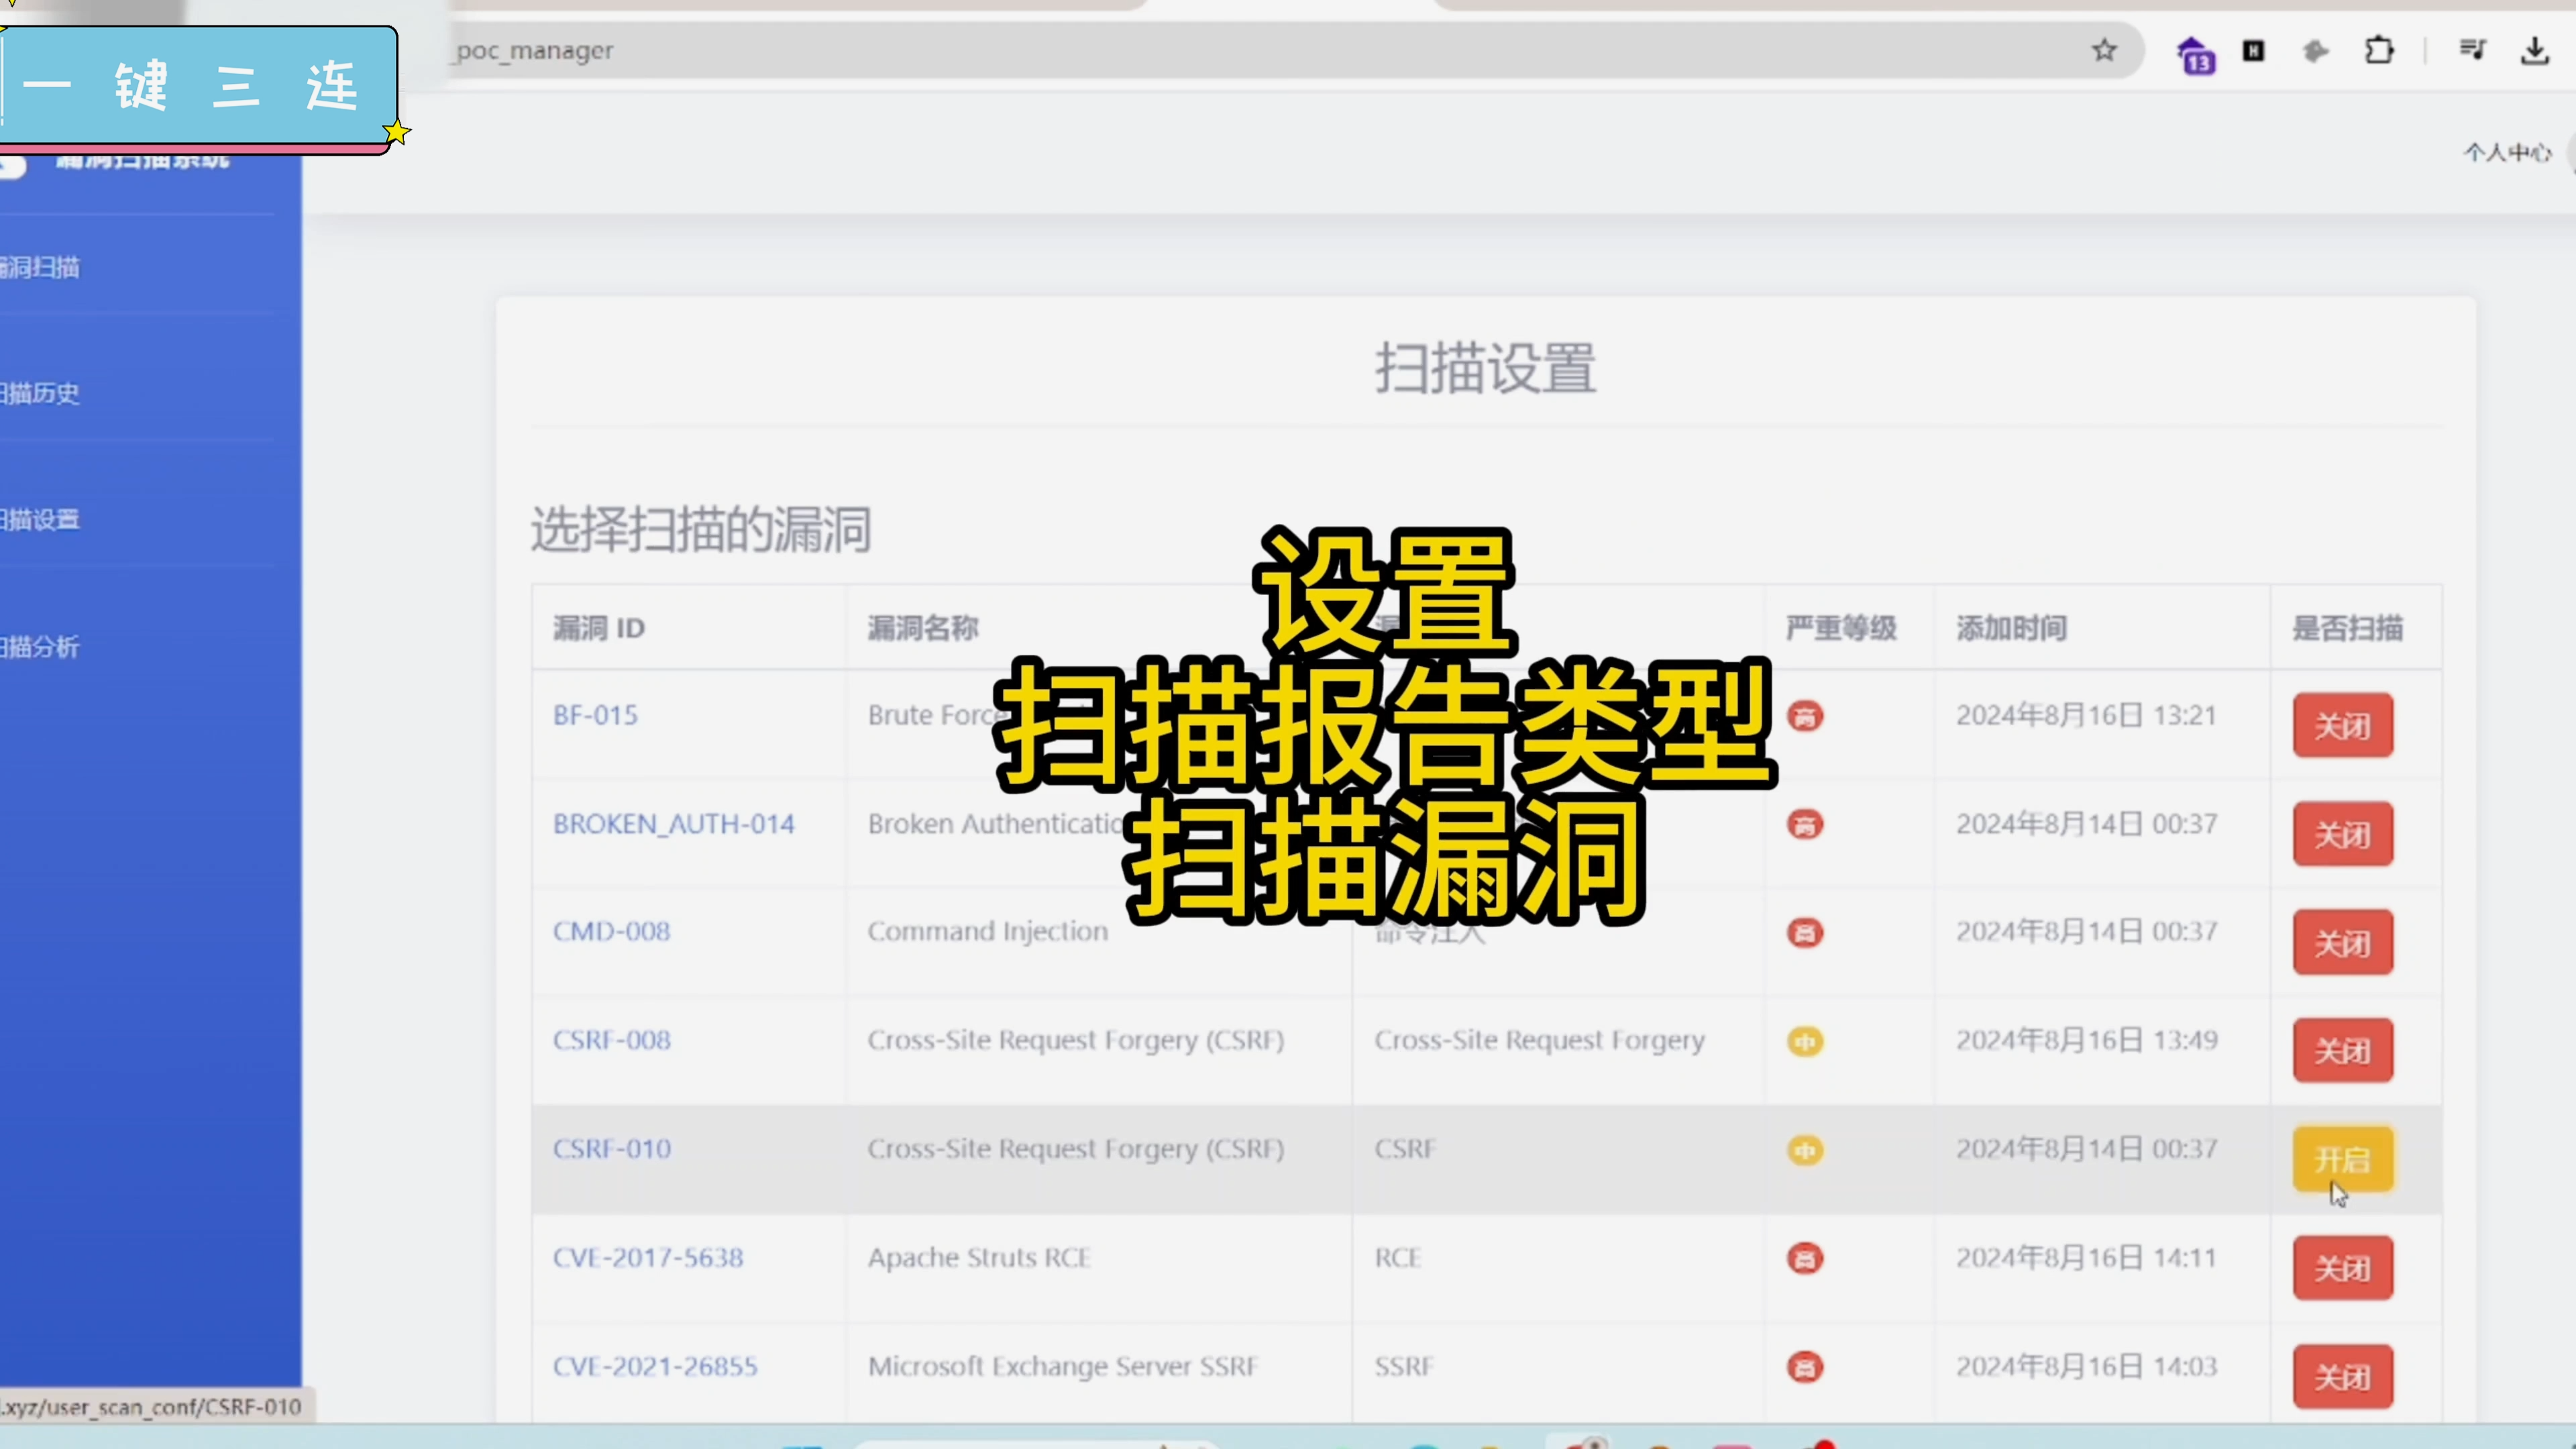 _poc_manager
13
一键三连
漏洞扫描系统
个人中心
漏洞扫描
扫描历史
扫描设置
扫描分析
扫描设置
选择扫描的漏洞
设置
扫描报告类型
扫描漏洞
漏洞 ID 漏洞名称 严重等级 添加时间 是否扫描
BF-015 Brute Force 高 2024年8月16日 13:21 关闭
BROKEN_AUTH-014 Broken Authenticatio 高 2024年8月14日 00:37 关闭
CMD-008 Command Injection 命令注入 高 2024年8月14日 00:37 关闭
CSRF-008 Cross-Site Request Forgery (CSRF) Cross-Site Request Forgery 中 2024年8月16日 13:49 关闭
CSRF-010 Cross-Site Request Forgery (CSRF) CSRF 中 2024年8月14日 00:37 开启
CVE-2017-5638 Apache Struts RCE RCE 高 2024年8月16日 14:11 关闭
CVE-2021-26855 Microsoft Exchange Server SSRF SSRF 高 2024年8月16日 14:03 关闭
.xyz/user_scan_conf/CSRF-010